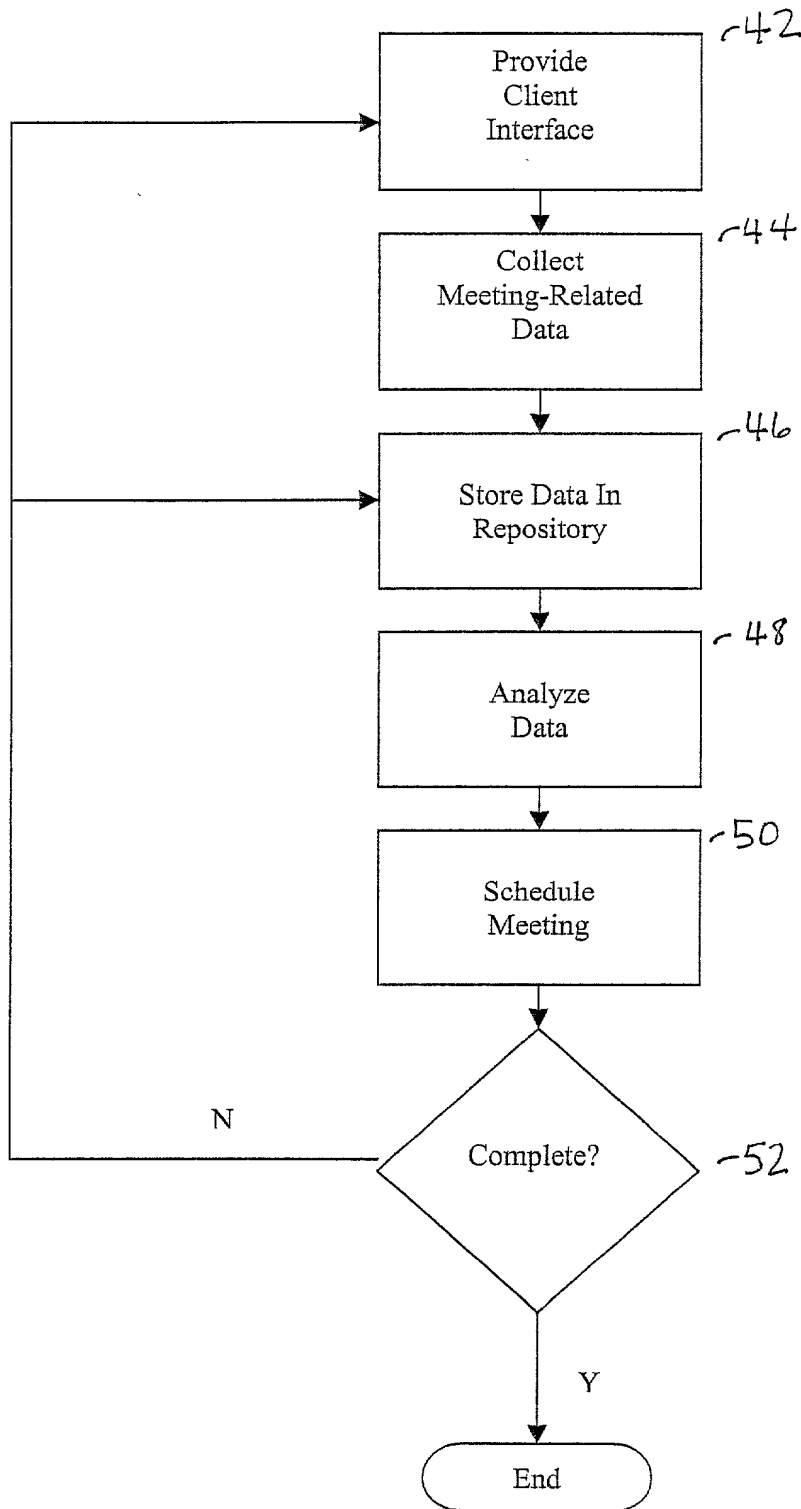 42
Provide
Client
Interface
44
Collect
Meeting-Related
Data
46
Store Data In
Repository
48
Analyze
Data
50
Schedule
Meeting
N
Complete?
52
Y
End